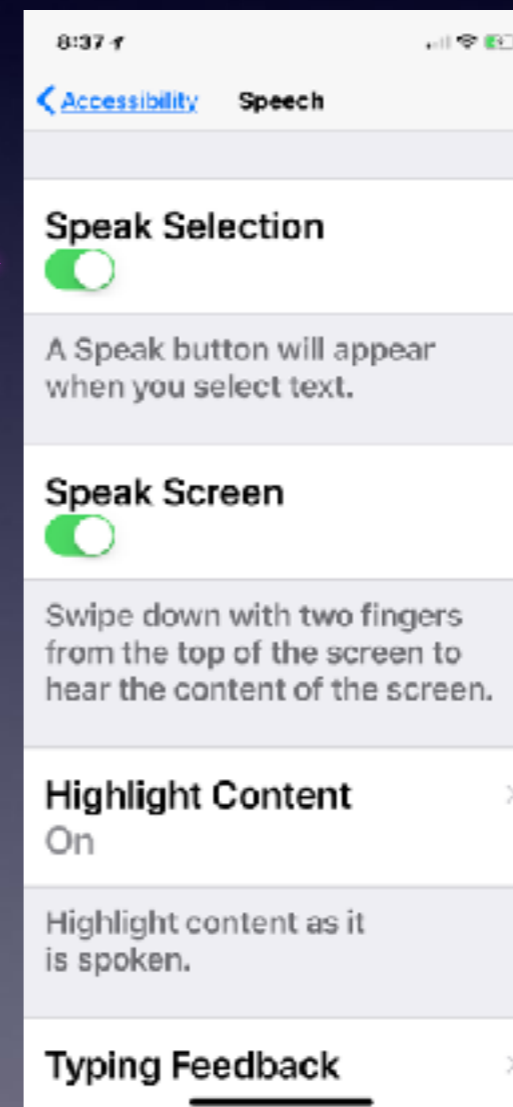 8:37
Accessibility Speech
Speak Selection
A Speak button will appear
when you select text.
Speak Screen
Swipe down with two fingers
from the top of the screen to
hear the content of the screen.
Highlight Content
On
Highlight content as it
is spoken.
Typing Feedback